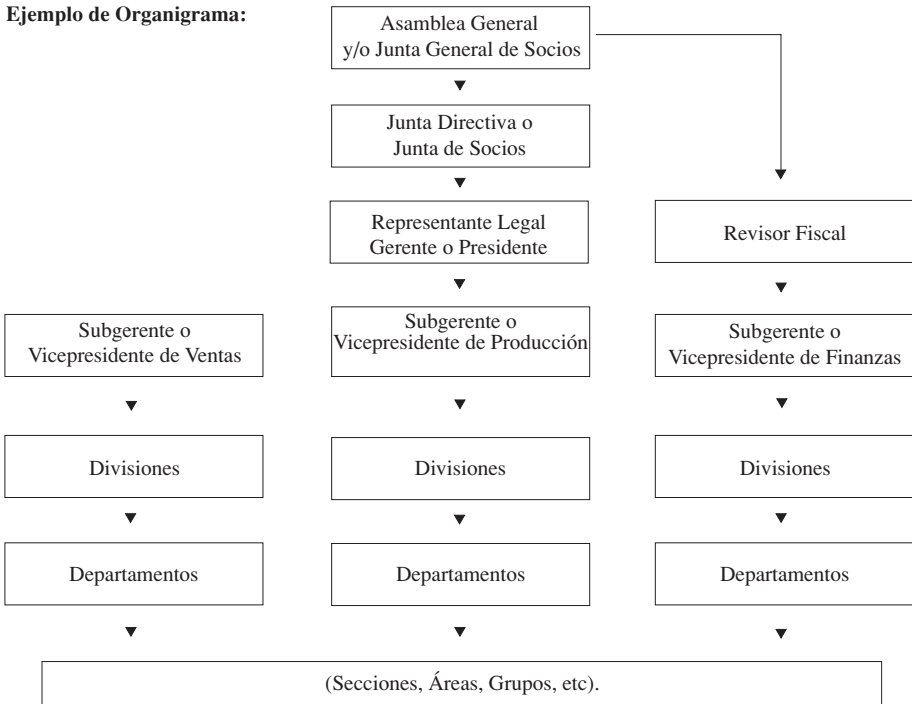 Ejemplo de Organigrama:
Asamblea General
y/o Junta General de Socios
Junta Directiva o
Junta de Socios
Representante Legal
Gerente o Presidente
Revisor Fiscal
Subgerente o
Vicepresidente de Ventas
Subgerente o
Vicepresidente de Producción
Subgerente o
Vicepresidente de Finanzas
Divisiones
Divisiones
Divisiones
Departamentos
Departamentos
Departamentos
(Secciones, Áreas, Grupos, etc).